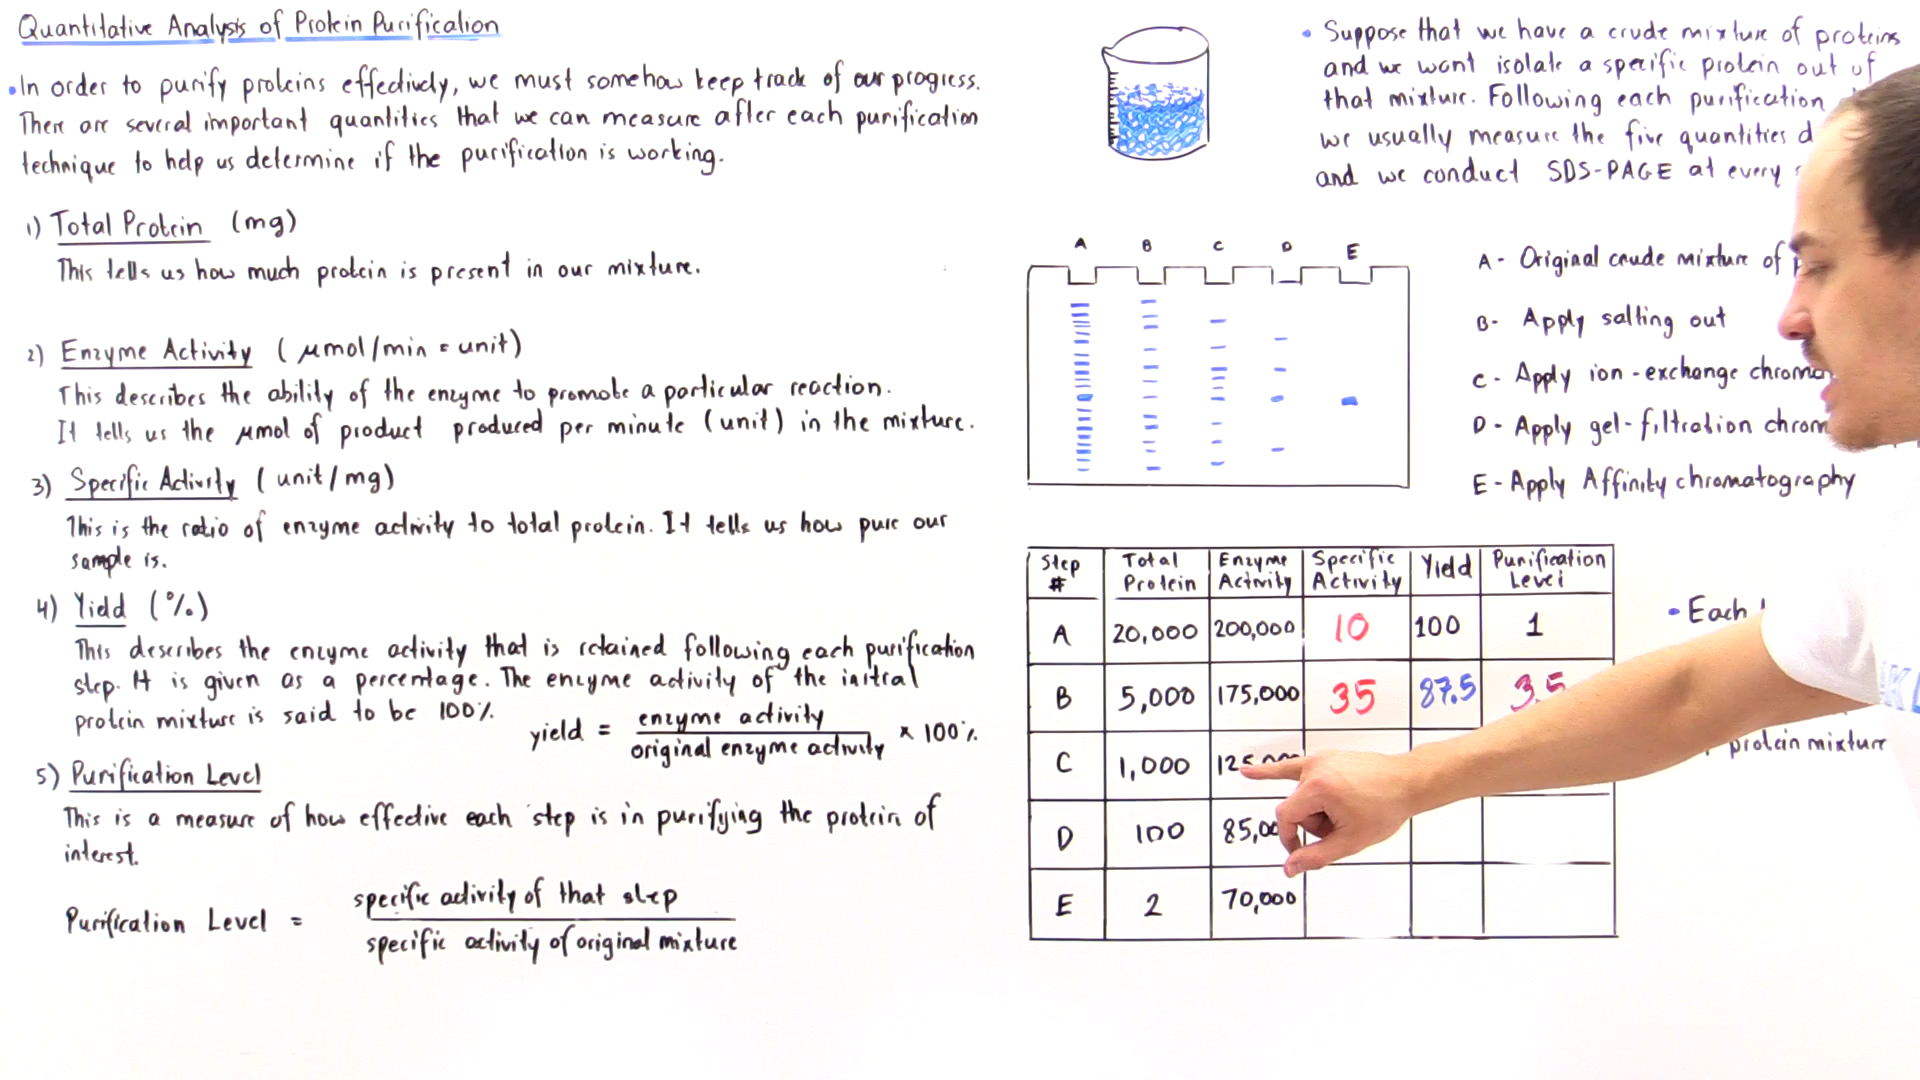 Quantitative Analysis of Protein Purification
• In order to purify proteins effectively, we must somehow keep track of our progress.
There are several important quantities that we can measure after each purification
technique to help us determine if the purification is working.
1) Total Protein (mg)
This tells us how much protein is present in our mixture.
2) Enzyme Activity (μmol/min = unit)
This describes the ability of the enzyme to promote a particular reaction.
It tells us the μmol of product produced per minute (unit) in the mixture.
3) Specific Activity (unit/mg)
This is the ratio of enzyme activity to total protein. It tells us how pure our
sample is.
4) Yield (%)
This describes the enzyme activity that is retained following each purification
step. It is given as a percentage. The enzyme activity of the initial
protein mixture is said to be 100%.
yield = enzyme activity / original enzyme activity × 100%
5) Purification Level
This is a measure of how effective each step is in purifying the protein of
interest.
Purification Level = specific activity of that step / specific activity of original mixture
• Suppose that we have a crude mixture of proteins
and we want isolate a specific protein out of
that mixture. Following each purification
we usually measure the five quantities
and we conduct SDS-PAGE at every
A B C D E
A - Original crude mixture of
B - Apply salting out
C - Apply ion-exchange
D - Apply gel-filtration
E - Apply Affinity chromatography
Step # Total Protein Enzyme Activity Specific Activity Yield Purification Level
A 20,000 200,000 10 100 1
B 5,000 175,000 35 87.5 3.5
C 1,000
D 100
E 2 70,000
• Each
protein mixture